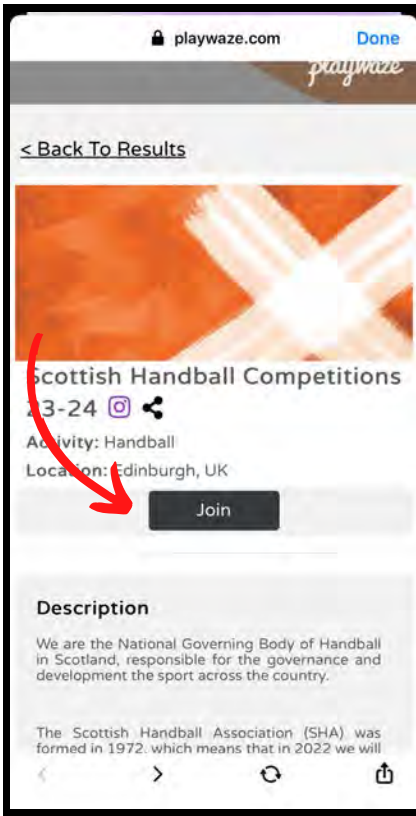 playwaze.com
Done
playwaze
< Back To Results
Scottish Handball Competitions
23-24
Activity: Handball
Location: Edinburgh, UK
Join
Description
We are the National Governing Body of Handball
in Scotland, responsible for the governance and
development the sport across the country.
The Scottish Handball Association (SHA) was
formed in 1972. which means that in 2022 we will